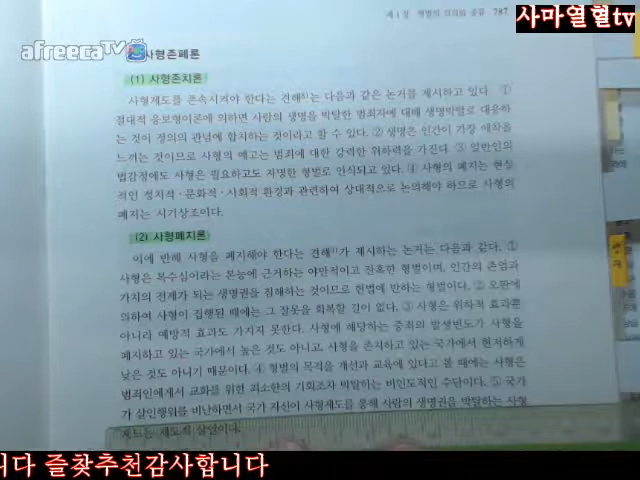 제1장 형벌의 의의와 종류 787
사마열혈tv
afreecaTV
사형존폐론
(1) 사형존치론
사형제도를 존속시켜야 한다는 견해는 다음과 같은 논거를 제시하고 있다. ①
절대적 응보형이론에 의하면 사람의 생명을 박탈한 범죄자에 대해 생명박탈로 대응하
는 것이 정의의 관념에 합치하는 것이라고 할 수 있다. ② 생명은 인간이 가장 애착을
느끼는 것이므로 사형의 예고는 범죄에 대한 강력한 위하력을 가진다. ③ 일반인의
법감정에도 사형은 필요하고도 자명한 형벌로 인식되고 있다. ④ 사형의 폐지는 현실
적인 정치적·문화적·사회적 환경과 관련하여 상대적으로 논의해야 하므로 사형의
폐지는 시기상조이다.
(2) 사형폐지론
이에 반해 사형을 폐지해야 한다는 견해가 제시하는 논거는 다음과 같다. ①
사형은 복수심이라는 본능에 근거하는 야만적이고 잔혹한 형벌이며, 인간의 존엄과
가치의 전제가 되는 생명권을 침해하는 것이므로 헌법에 반하는 형벌이다. ② 오판에
의하여 사형이 집행된 때에는 그 잘못을 회복할 길이 없다. ③ 사형은 위하적 효과뿐
아니라 예방적 효과도 가지지 못한다. 사형에 해당하는 중죄의 발생빈도가 사형을
폐지하고 있는 국가에서 높은 것도 아니고, 사형을 존치하고 있는 국가에서 현저하게
낮은 것도 아니기 때문이다. ④ 형벌의 목적을 개선과 교육에 있다고 볼 때에는 사형은
범죄인에게서 교화를 위한 최소한의 기회조차 박탈하는 비인도적인 수단이다. ⑤ 국가
가 살인행위를 비난하면서 국가 자신이 사형제도를 통해 사람의 생명권을 박탈하는 사형
제도는 제도적 살인이다.
니다 즐찾추천감사합니다